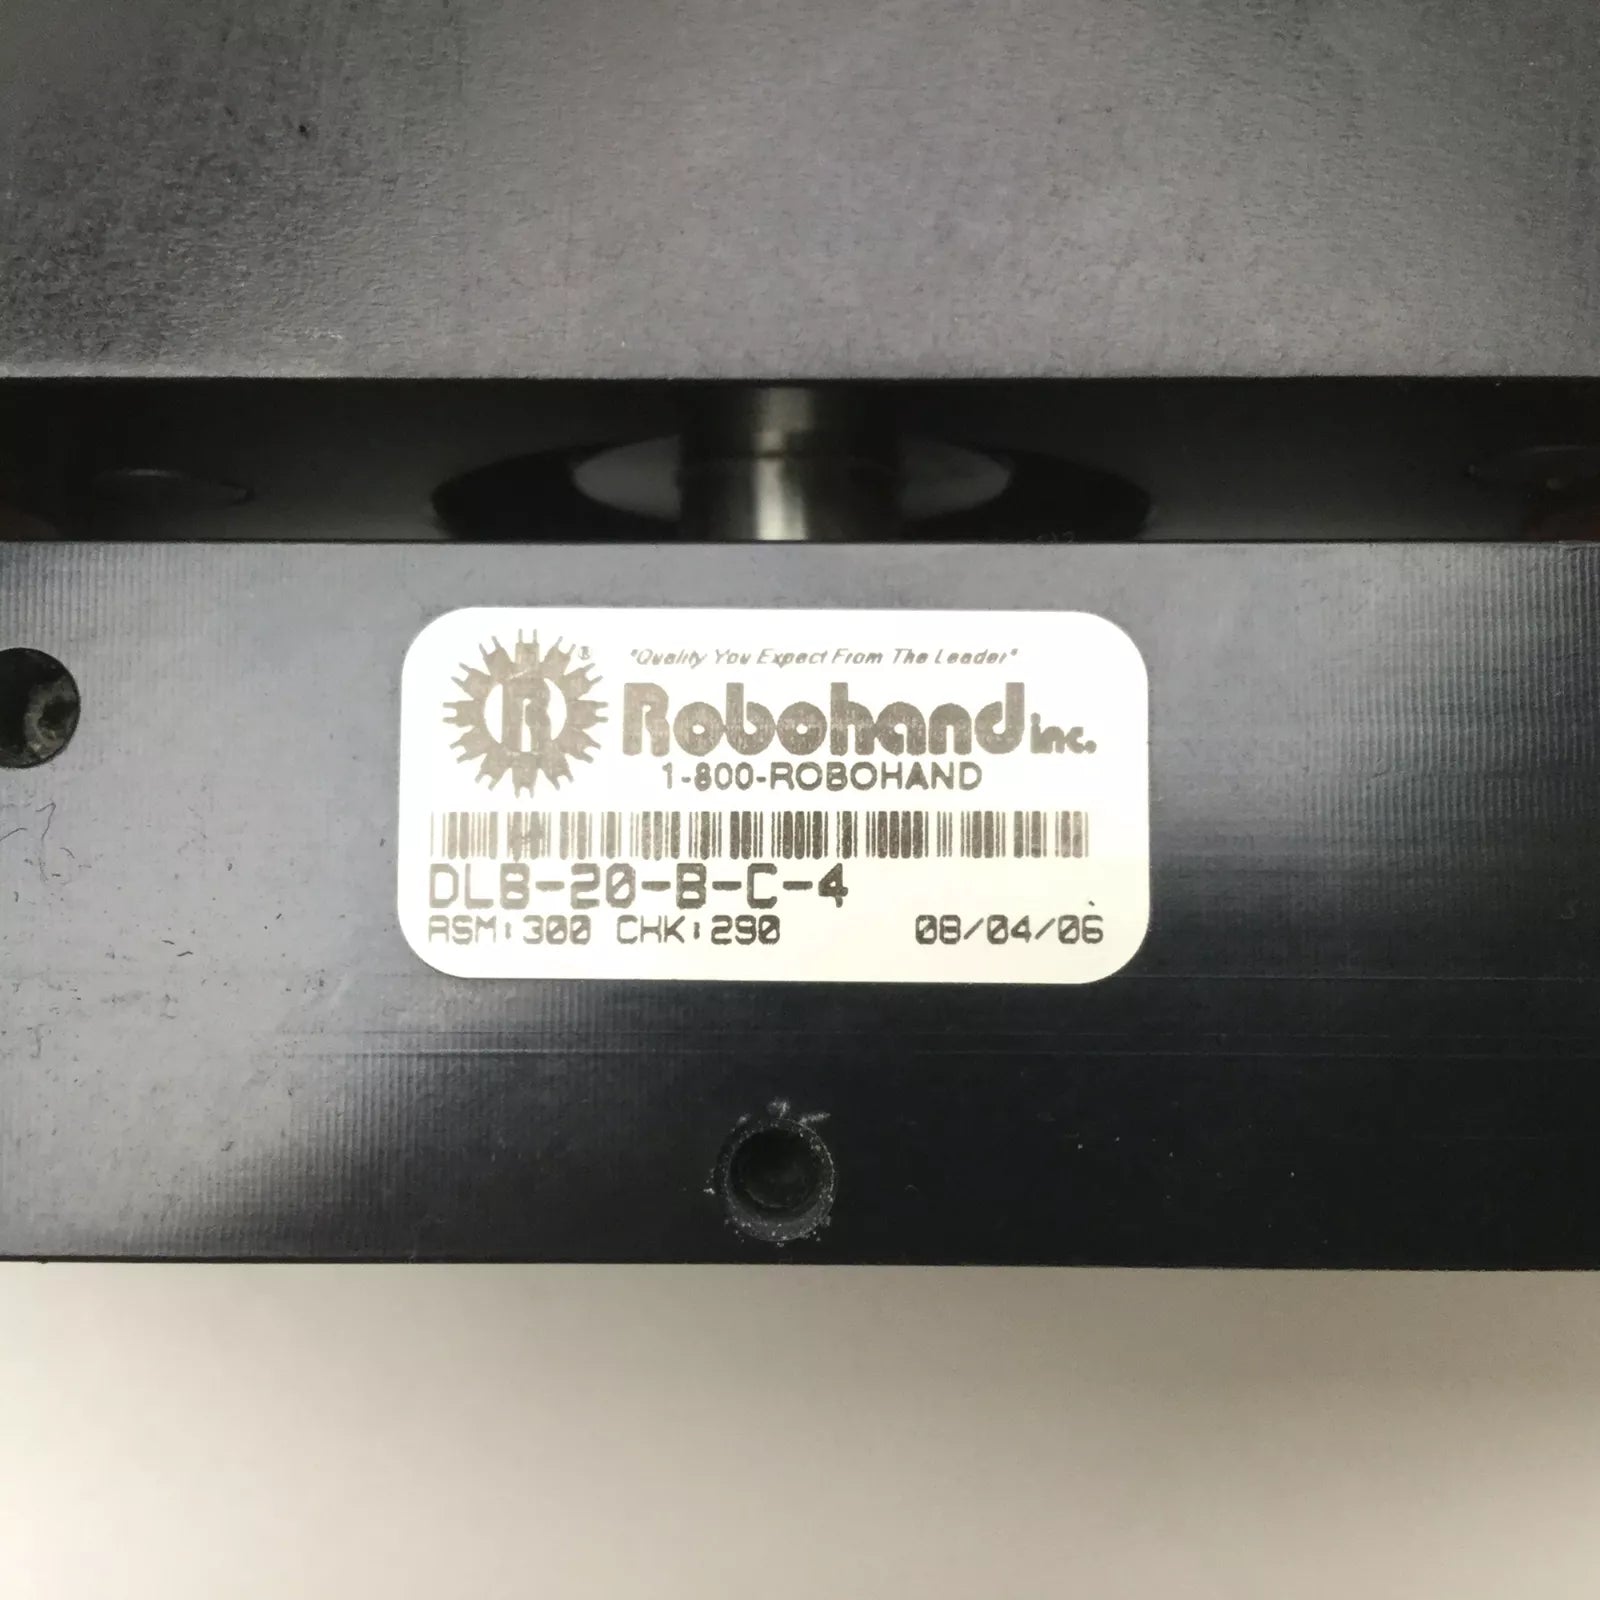 "Quality You Expect From The Leader"
R ®
Robohand inc.
1-800-ROBOHAND
DLB-20-B-C-4
ASM:300 CHK:290 08/04/06